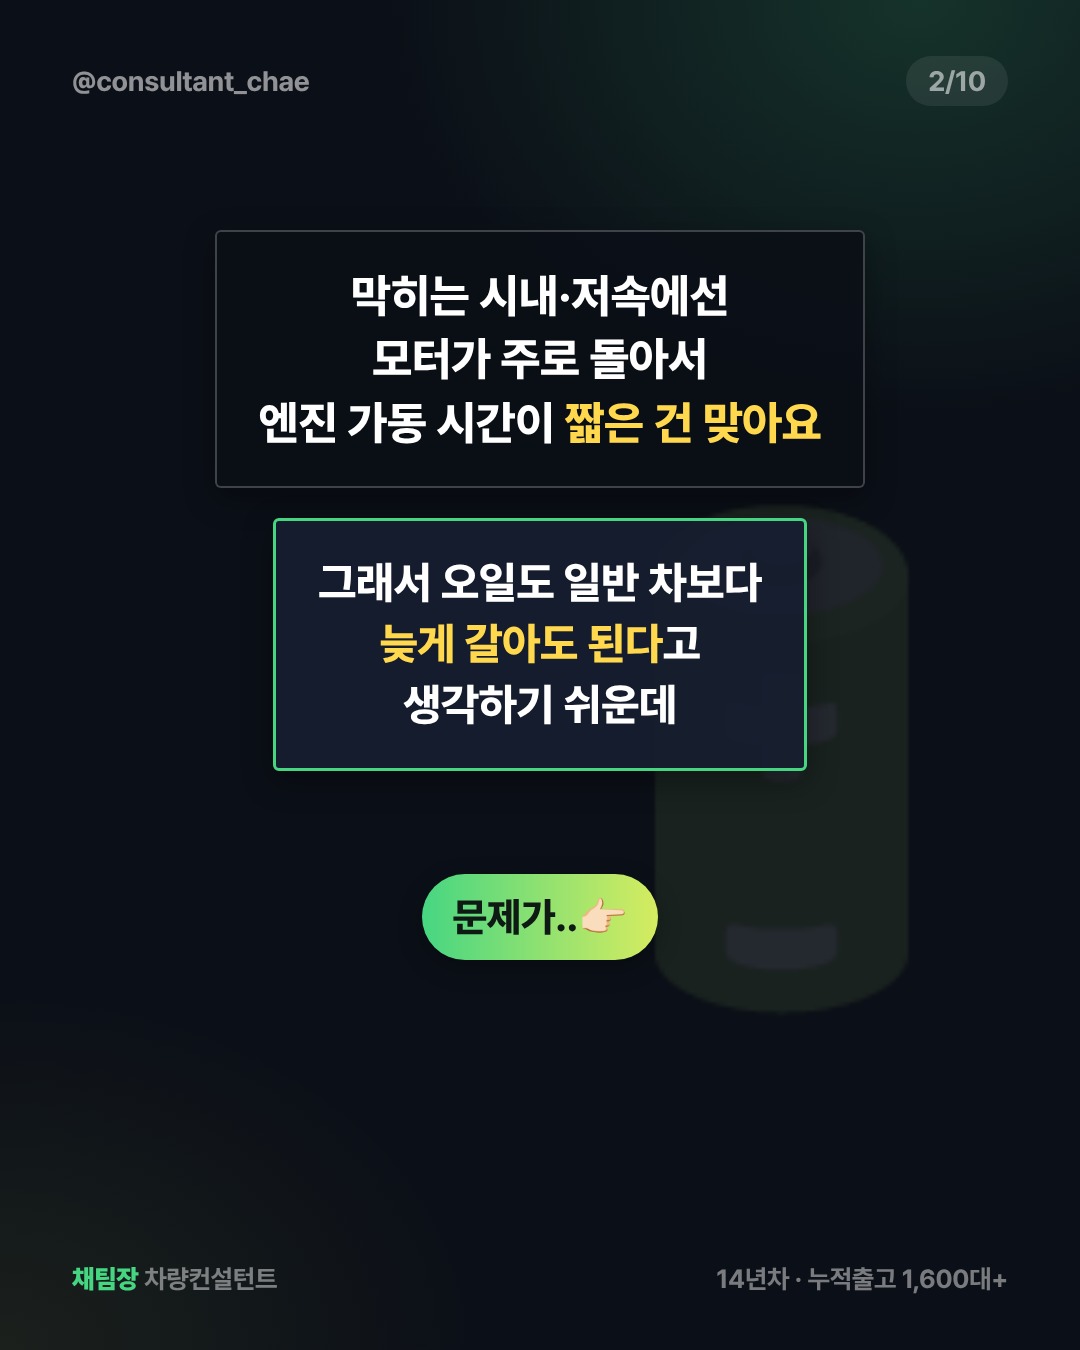 @consultant_chae
2/10
막히는 시내·저속에선
모터가 주로 돌아서
엔진 가동 시간이 짧은 건 맞아요
그래서 오일도 일반 차보다
늦게 갈아도 된다고
생각하기 쉬운데
문제가..👉🏻
채팀장 차량컨설턴트
14년차 · 누적출고 1,600대+